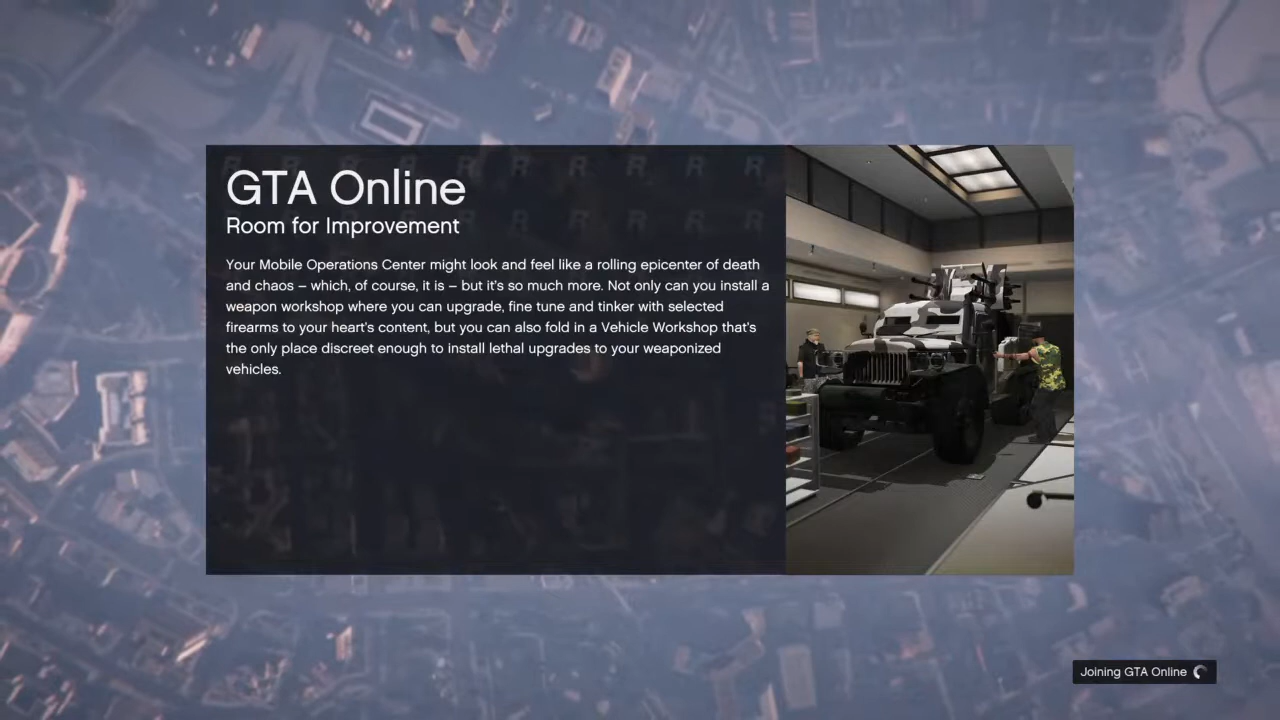 GTA Online
Room for Improvement
Your Mobile Operations Center might look and feel like a rolling epicenter of death
and chaos – which, of course, it is – but it's so much more. Not only can you install a
weapon workshop where you can upgrade, fine tune and tinker with selected
firearms to your heart's content, but you can also fold in a Vehicle Workshop that's
the only place discreet enough to install lethal upgrades to your weaponized
vehicles.
Joining GTA Online